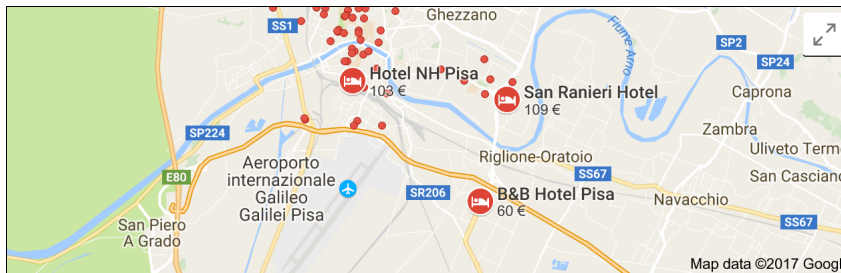 Ghezzano
SS1
Fiume Arno
SP2
SP24
Hotel NH Pisa
103 €
San Ranieri Hotel
109 €
Caprona
Zambra
SP224
Uliveto Terme
Riglione-Oratoio
Aeroporto
internazionale
Galileo
Galilei Pisa
E80
SS67
San Casciano
SR206
B&B Hotel Pisa
60 €
Navacchio
San Piero
A Grado
SS67
Map data ©2017 Googl